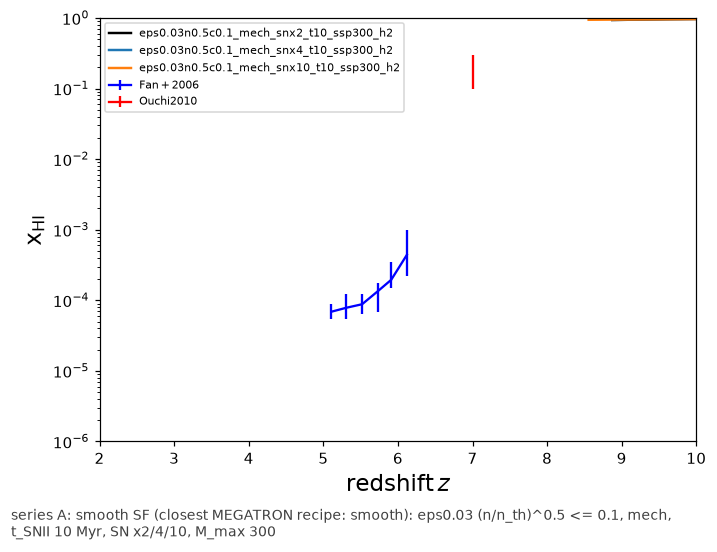 eps0.03n0.5c0.1_mech_snx2_t10_ssp300_h2
eps0.03n0.5c0.1_mech_snx4_t10_ssp300_h2
eps0.03n0.5c0.1_mech_snx10_t10_ssp300_h2
Fan+2006
Ouchi2010
10^0
10^-1
10^-2
10^-3
10^-4
10^-5
10^-6
x_HI
2 3 4 5 6 7 8 9 10
redshift z
series A: smooth SF (closest MEGATRON recipe: smooth): eps0.03 (n/n_th)^0.5 <= 0.1, mech,
t_SNII 10 Myr, SN x2/4/10, M_max 300